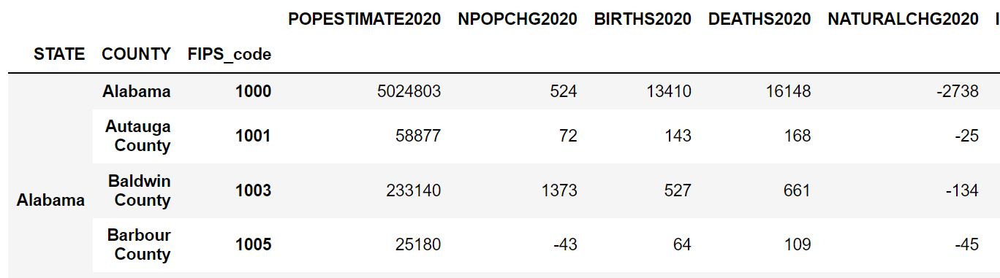 POPESTIMATE2020 NPOPCHG2020 BIRTHS2020 DEATHS2020 NATURALCHG2020
STATE COUNTY FIPS_code
Alabama 1000 5024803 524 13410 16148 -2738
Autauga
County 1001 58877 72 143 168 -25
Baldwin
County 1003 233140 1373 527 661 -134
Alabama
Barbour
County 1005 25180 -43 64 109 -45